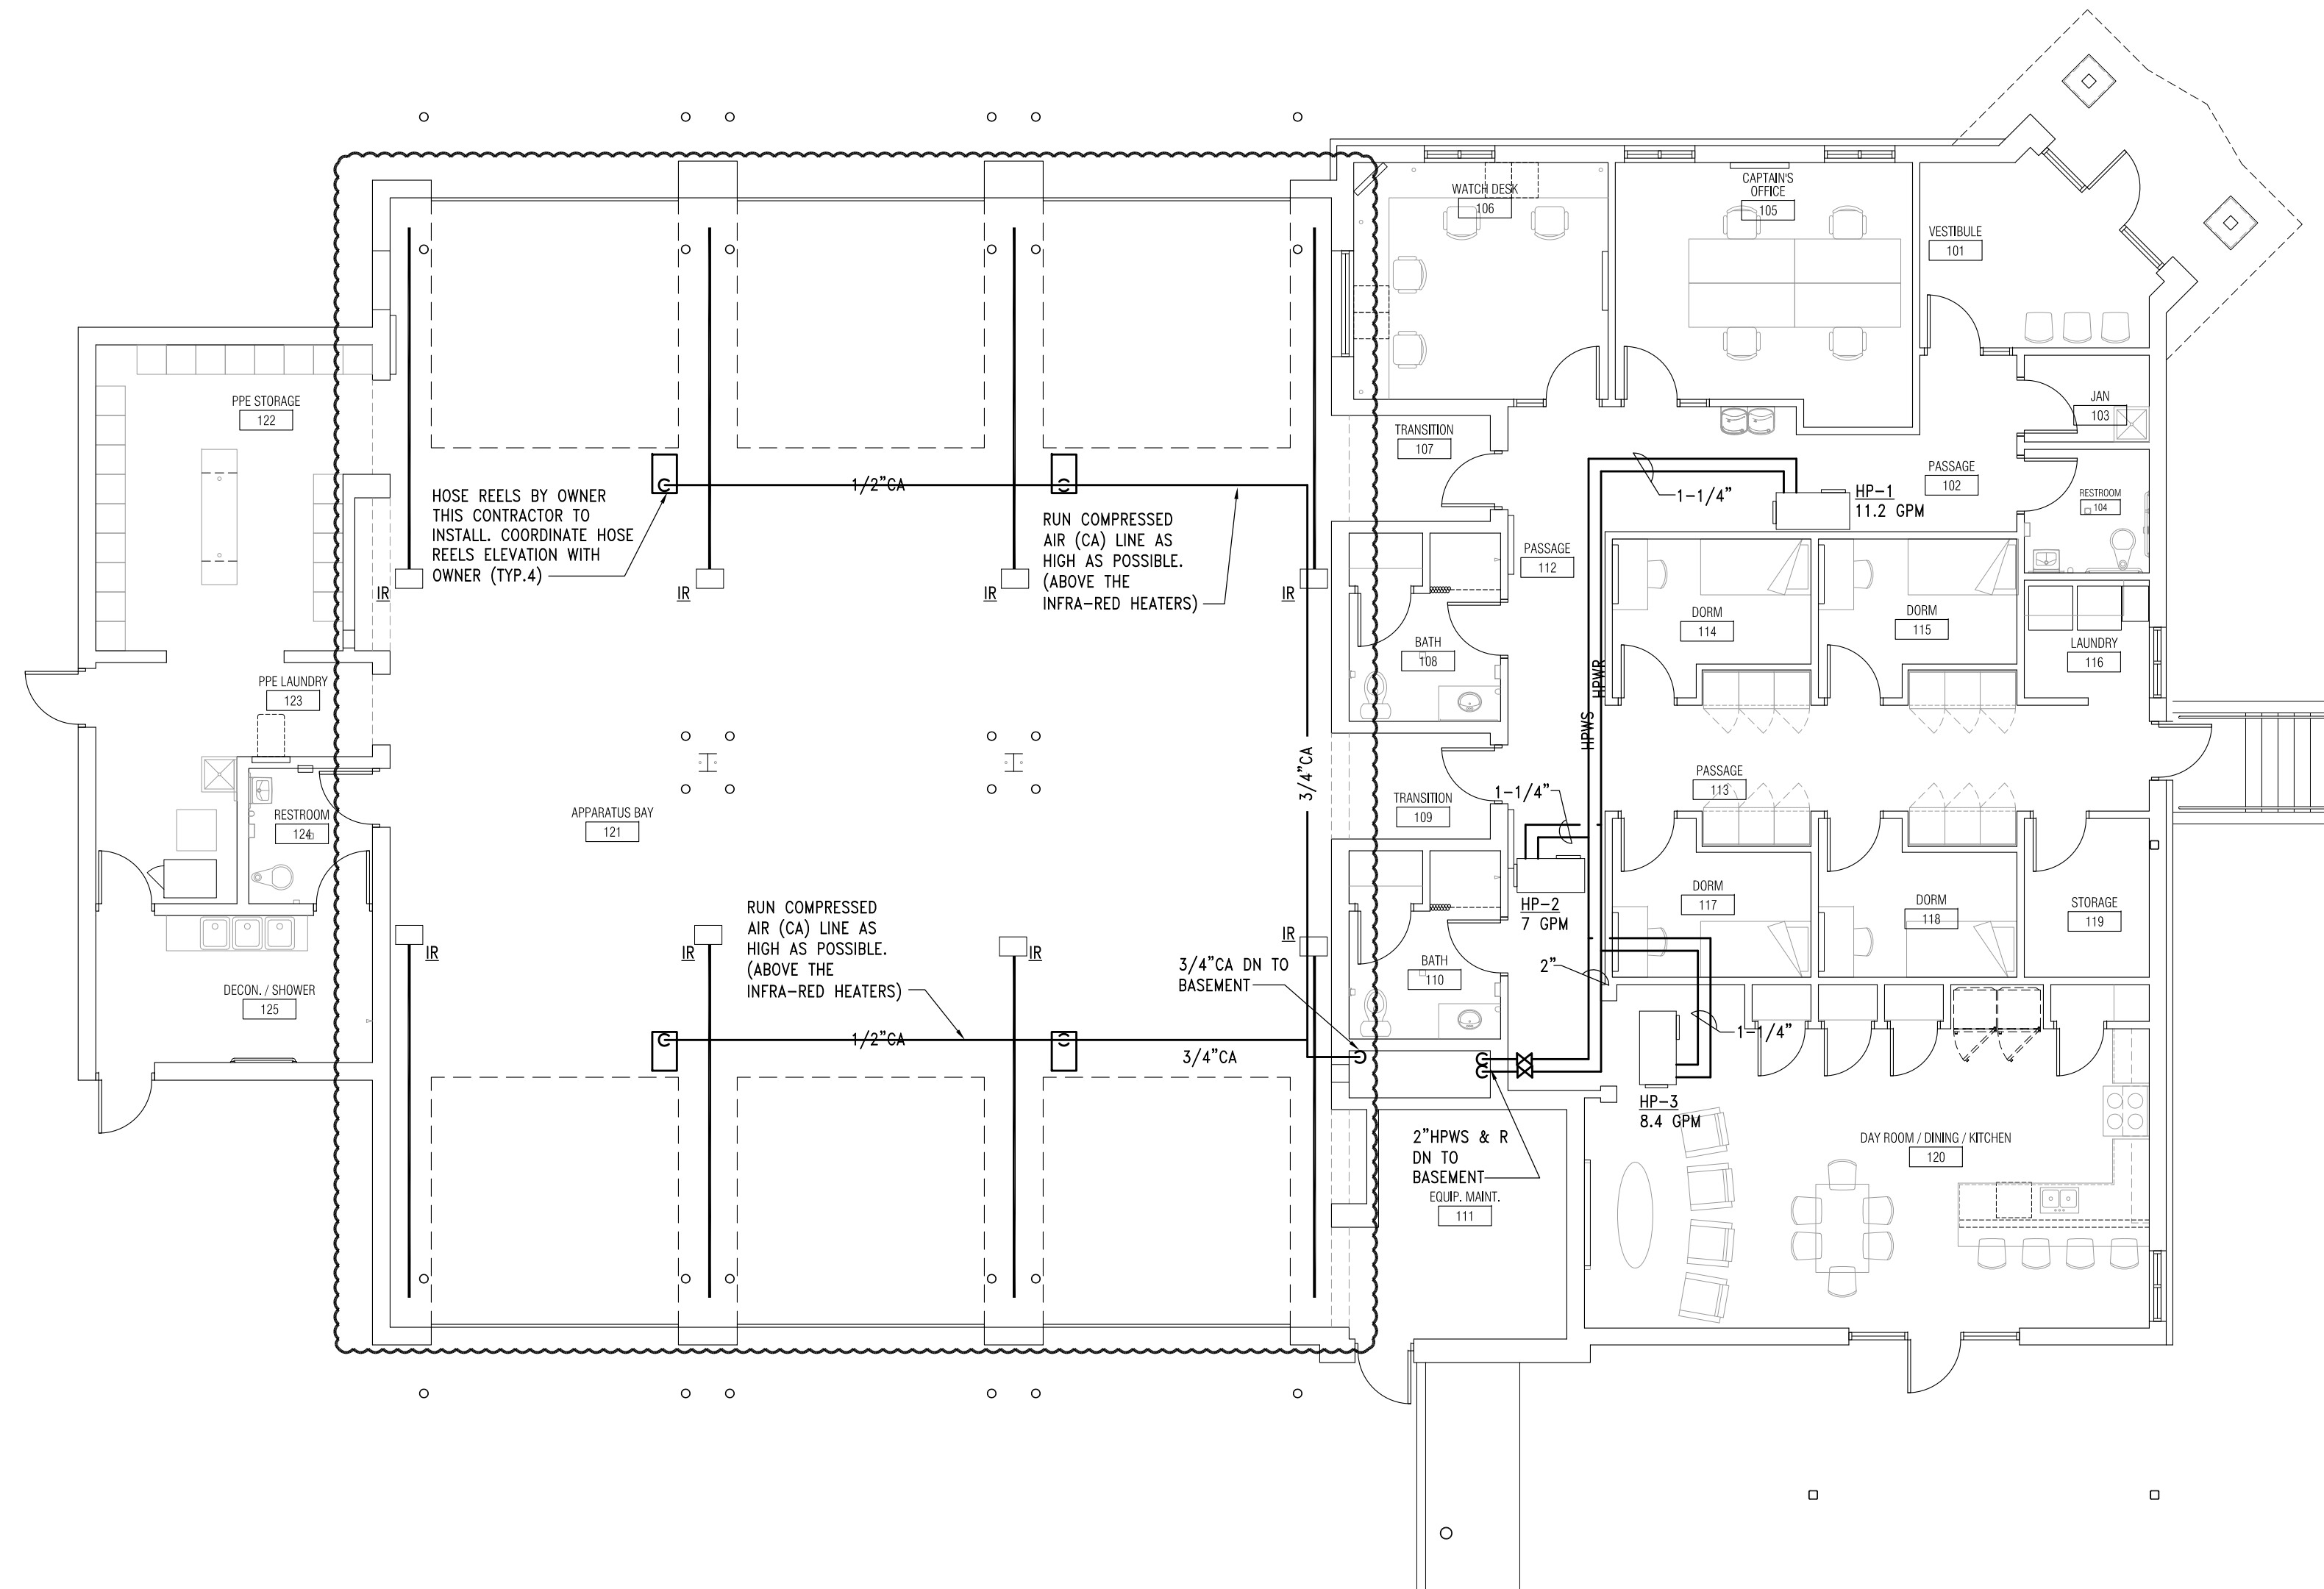 WATCH DESK
106
CAPTAIN'S
OFFICE
105
VESTIBULE
101
PPE STORAGE
122
JAN
103
TRANSITION
107
HOSE REELS BY OWNER
THIS CONTRACTOR TO
INSTALL. COORDINATE HOSE
REELS ELEVATION WITH
OWNER (TYP.4)
1/2"CA
RUN COMPRESSED
AIR (CA) LINE AS
HIGH AS POSSIBLE.
(ABOVE THE
INFRA-RED HEATERS)
1-1/4"
HP-1
11.2 GPM
PASSAGE
102
RESTROOM
104
IR
IR
IR
IR
PASSAGE
112
DORM
114
DORM
115
LAUNDRY
116
BATH
108
PPE LAUNDRY
123
HPWR
HPWS
3/4"CA
PASSAGE
113
1-1/4"
TRANSITION
109
APPARATUS BAY
121
RESTROOM
124
HP-2
7 GPM
DORM
117
DORM
118
STORAGE
119
RUN COMPRESSED
AIR (CA) LINE AS
HIGH AS POSSIBLE.
(ABOVE THE
INFRA-RED HEATERS)
IR
IR
IR
IR
3/4"CA DN TO
BASEMENT
BATH
110
2"
DECON. / SHOWER
125
1/2"CA
3/4"CA
1-1/4"
HP-3
8.4 GPM
2"HPWS & R
DN TO
BASEMENT
EQUIP. MAINT.
111
DAY ROOM / DINING / KITCHEN
120